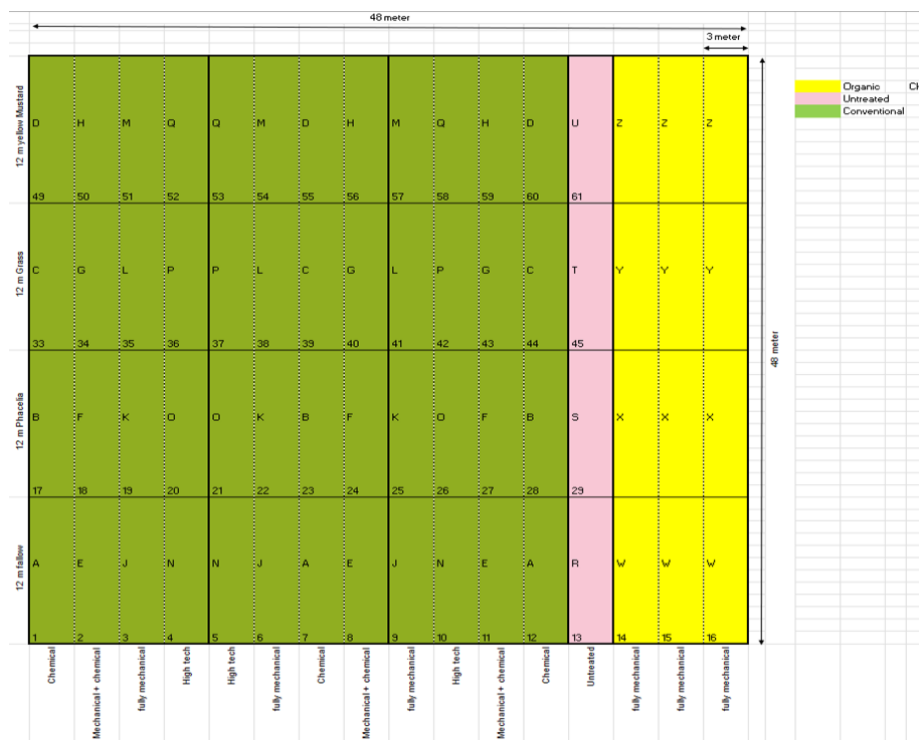 48 meter
3 meter
Organic CH
Untreated
Conventional
12 m yellow Mustard
D H M Q Q M D H M Q H D U Z Z Z
49 50 51 52 53 54 55 56 57 58 59 60 61
12 m Grass
C G L P P L C G L P G C T Y Y Y
33 34 35 36 37 38 39 40 41 42 43 44 45
48 meter
12 m Phacelia
B F K O O K B F K O F B S X X X
17 18 19 20 21 22 23 24 25 26 27 28 29
12 m fallow
A E J N N J A E J N E A R W W W
1 2 3 4 5 6 7 8 9 10 11 12 13 14 15 16
Chemical
Mechanical + chemical
fully mechanical
High tech
High tech
fully mechanical
Chemical
Mechanical + chemical
fully mechanical
High tech
Mechanical + chemical
Chemical
Untreated
fully mechanical
fully mechanical
fully mechanical